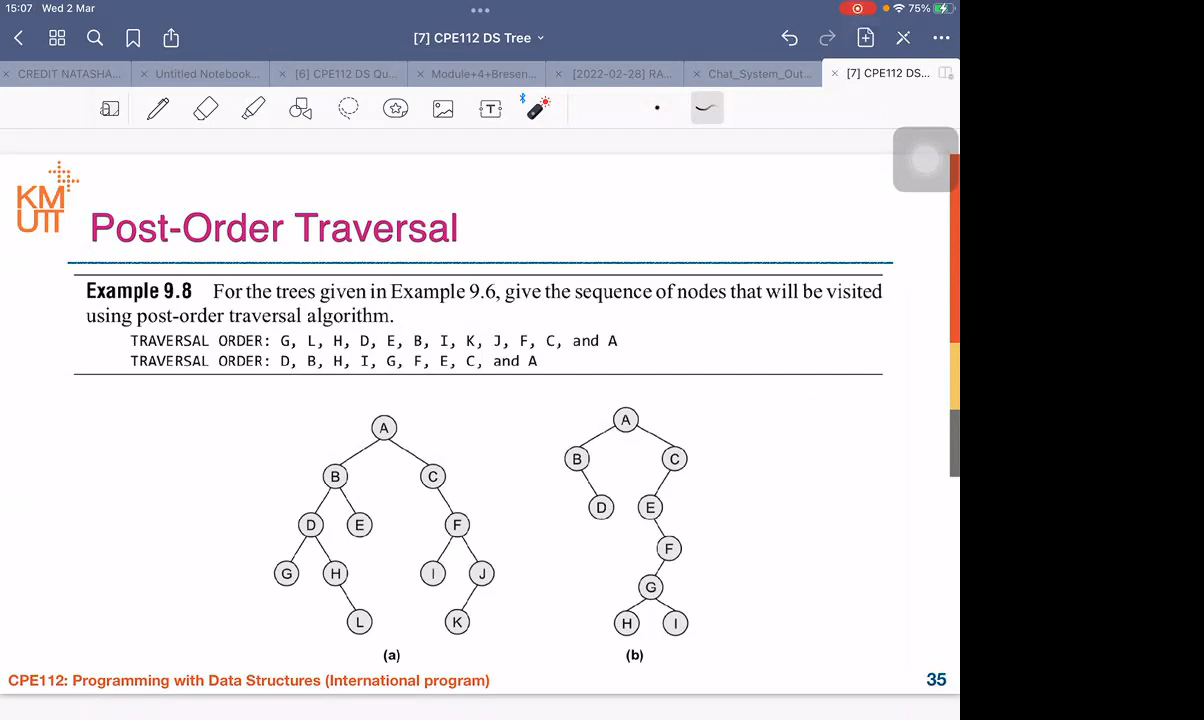 15:07 Wed 2 Mar
75%
[7] CPE112 DS Tree
CREDIT NATASHA...
Untitled Notebook...
[6] CPE112 DS Qu...
Module+4+Bresen...
[2022-02-28] RA...
Chat_System_Out...
[7] CPE112 DS...
T
KM
UTT
Post-Order Traversal
Example 9.8 For the trees given in Example 9.6, give the sequence of nodes that will be visited
using post-order traversal algorithm.
TRAVERSAL ORDER: G, L, H, D, E, B, I, K, J, F, C, and A
TRAVERSAL ORDER: D, B, H, I, G, F, E, C, and A
A
B C
D E F
G H I J
L K
(a)
A
B C
D E
F
G
H I
(b)
CPE112: Programming with Data Structures (International program)
35